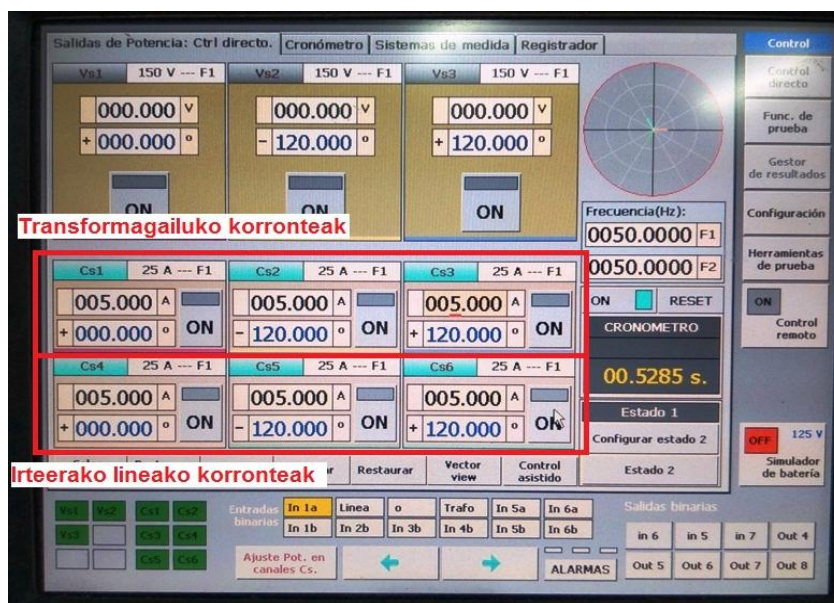 Salidas de Potencia: Ctrl directo. Cronómetro Sistemas de medida Registrador
Control
Vs1 150 V --- F1 Vs2 150 V --- F1 Vs3 150 V --- F1
Control directo
000.000 V 000.000 V 000.000 V
+ 000.000 º - 120.000 º + 120.000 º
Func. de prueba
Gestor de resultados
ON ON ON
Transformagailuko korronteak
Frecuencia(Hz):
Configuración
0050.0000 F1
0050.0000 F2
Herramientas de prueba
Cs1 25 A --- F1 Cs2 25 A --- F1 Cs3 25 A --- F1
005.000 A 005.000 A 005.000 A
+ 000.000 º ON - 120.000 º ON + 120.000 º ON
ON RESET
ON
Control remoto
CRONOMETRO
00.5285 s.
Cs4 25 A --- F1 Cs5 25 A --- F1 Cs6 25 A --- F1
005.000 A 005.000 A 005.000 A
+ 000.000 º ON - 120.000 º ON + 120.000 º ON
Estado 1
Configurar estado 2
OFF 125 V
Simulador de batería
Irteerako lineako korronteak
Restaurar Vector view Control asistido
Estado 2
Vs1 Vs2 Cs1 Cs2
Vs3 Cs3 Cs4
Cs5 Cs6
Entradas binarias
In 1a Linea o Trafo In 5a In 6a
In 1b In 2b In 3b In 4b In 5b In 6b
Salidas binarias
in 6 in 5 in 7 Out 4
Out 5 Out 6 Out 7 Out 8
Ajuste Pot. en canales Cs.
ALARMAS